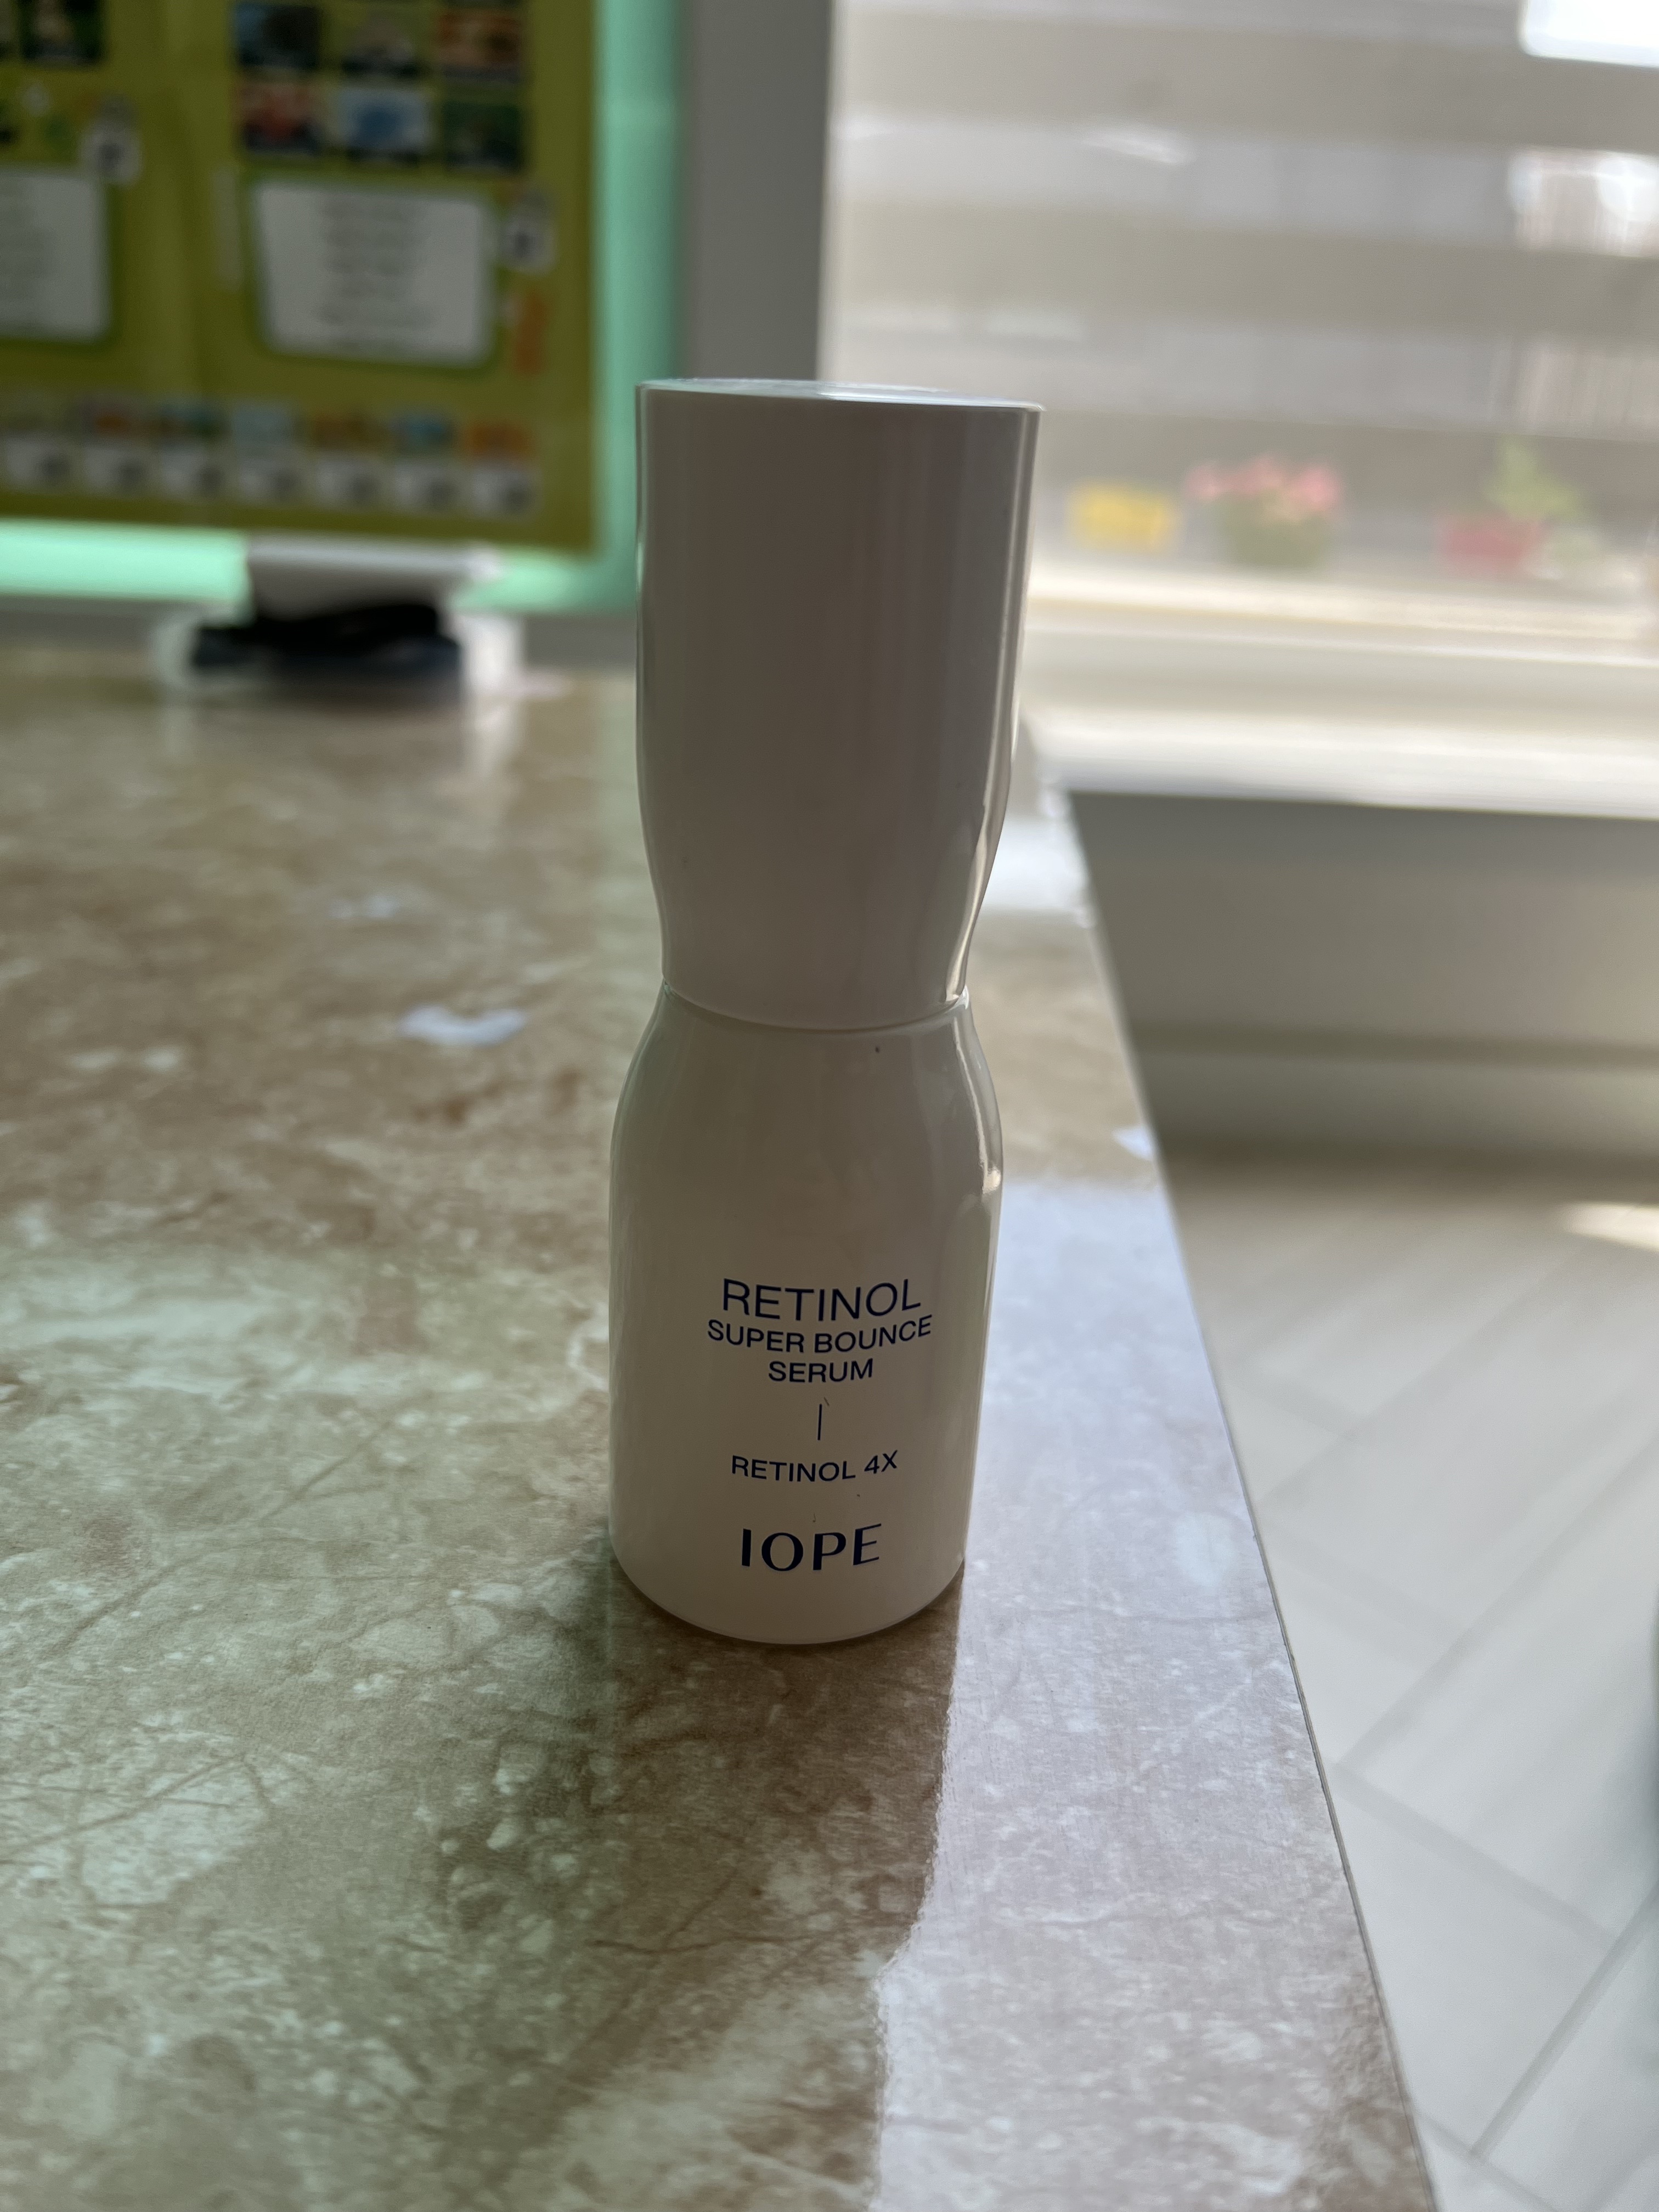 RETINOL
SUPER BOUNCE
SERUM
RETINOL 4X
IOPE